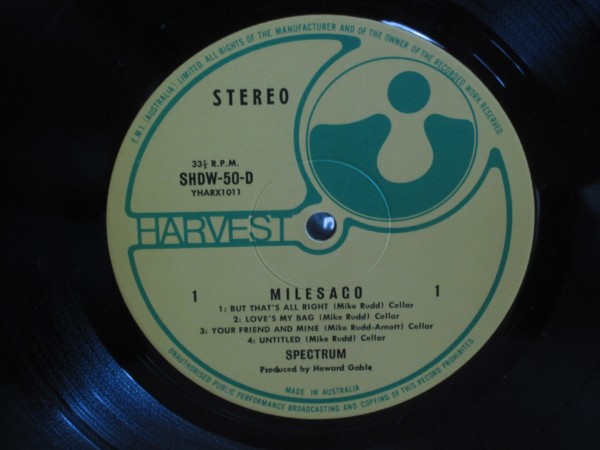 E.M.I. (AUSTRALIA) LIMITED. ALL RIGHTS OF THE MANUFACTURER AND OF THE OWNER OF THE RECORDED WORK RESERVED.
STEREO
33⅓ R.P.M.
SHDW-50-D
YHARX1011
HARVEST
1 MILESAGO 1
1: BUT THAT'S ALL RIGHT (Mike Rudd) Cellar
2: LOVE'S MY BAG (Mike Rudd) Cellar
3: YOUR FRIEND AND MINE (Mike Rudd-Arnott) Cellar
4: UNTITLED (Mike Rudd) Cellar
SPECTRUM
Produced by Howard Gable
MADE IN AUSTRALIA
UNAUTHORISED PUBLIC PERFORMANCE BROADCASTING AND COPYING OF THIS RECORD PROHIBITED